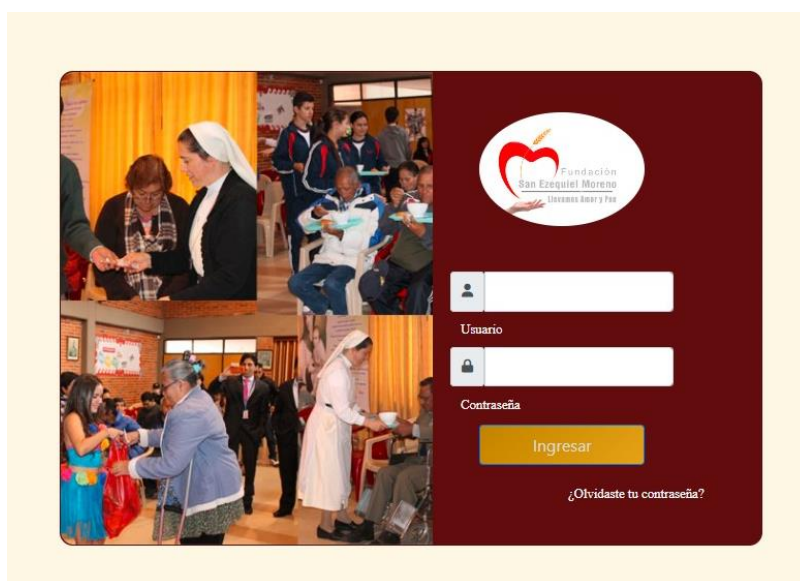 Fundación
San Ezequiel Moreno
Llevamos Amor y Pan
Usuario
Contraseña
Ingresar
¿Olvidaste tu contraseña?